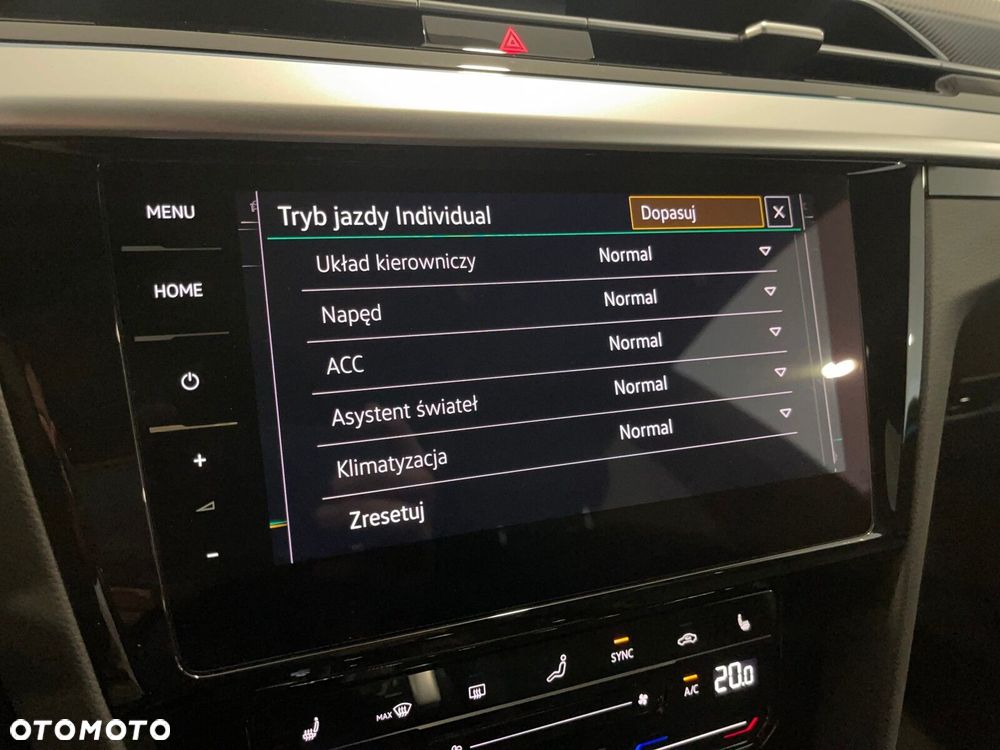 MENU
HOME
+
-
Tryb jazdy Individual
Dopasuj
X
Układ kierowniczy Normal
Napęd Normal
ACC Normal
Asystent świateł Normal
Klimatyzacja Normal
Zresetuj
SYNC
MAX
A/C
20.0
OTOMOTO